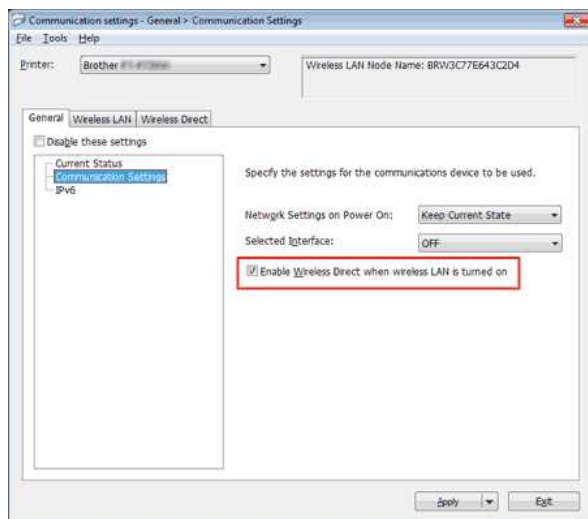 Communication settings - General > Communication Settings
File Tools Help
Printer: Brother
Wireless LAN Node Name: BRW3C77E643C2D4
General Wireless LAN Wireless Direct
Disable these settings
Current Status
Communication Settings
IPv6
Specify the settings for the communications device to be used.
Network Settings on Power On: Keep Current State
Selected Interface: OFF
Enable Wireless Direct when wireless LAN is turned on
Apply Exit